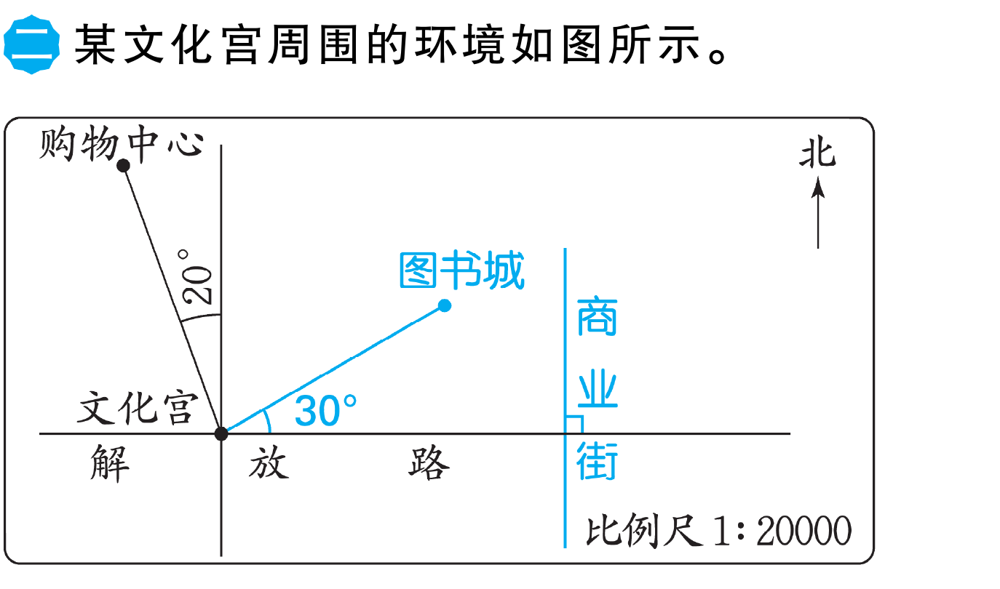 二 某文化宫周围的环境如图所示。
购物中心
北
20°
图书城
商业街
文化宫
30°
解放路
比例尺1:20000